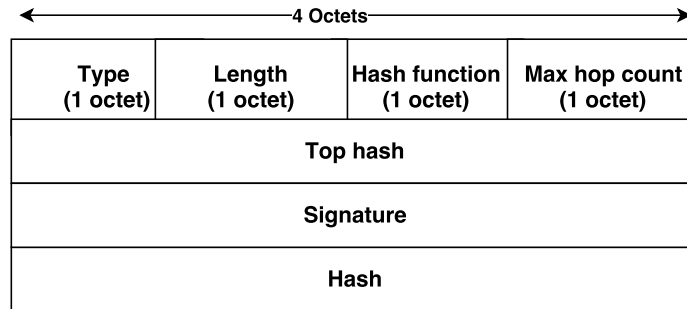 4 Octets
Type
(1 octet)
Length
(1 octet)
Hash function
(1 octet)
Max hop count
(1 octet)
Top hash
Signature
Hash